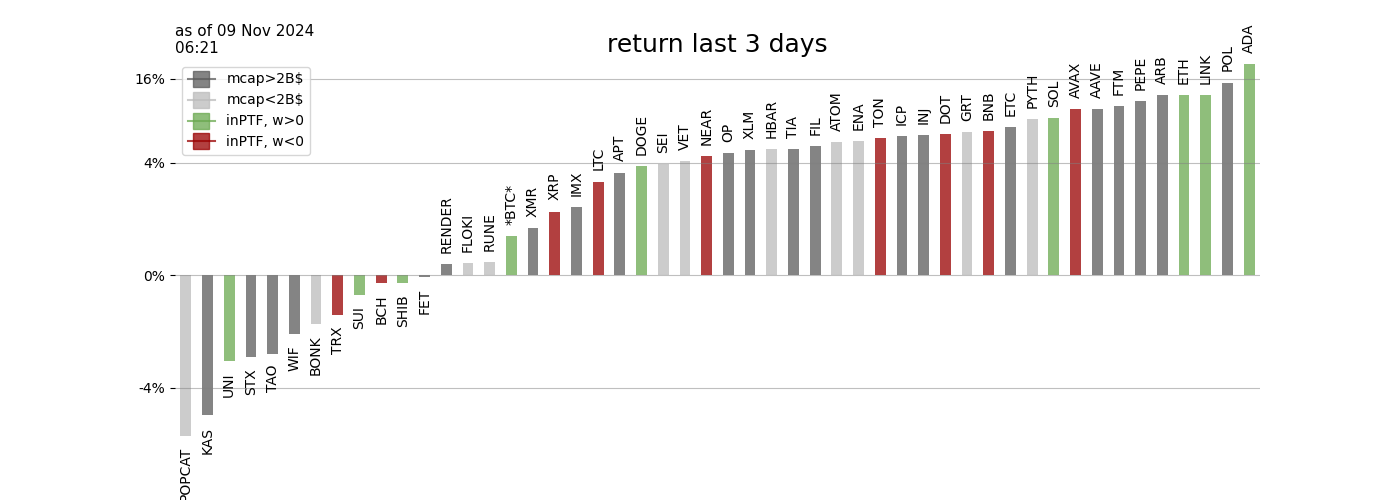 as of 09 Nov 2024
06:21
return last 3 days
mcap>2B$
mcap<2B$
inPTF, w>0
inPTF, w<0
16%
4%
0%
-4%
POPCAT
KAS
UNI
STX
TAO
WIF
BONK
TRX
SUI
BCH
SHIB
FET
RENDER
FLOKI
RUNE
*BTC*
XMR
XRP
IMX
LTC
APT
DOGE
SEI
VET
NEAR
OP
XLM
HBAR
TIA
FIL
ATOM
ENA
TON
ICP
INJ
DOT
GRT
BNB
ETC
PYTH
SOL
AVAX
AAVE
FTM
PEPE
ARB
ETH
LINK
POL
ADA